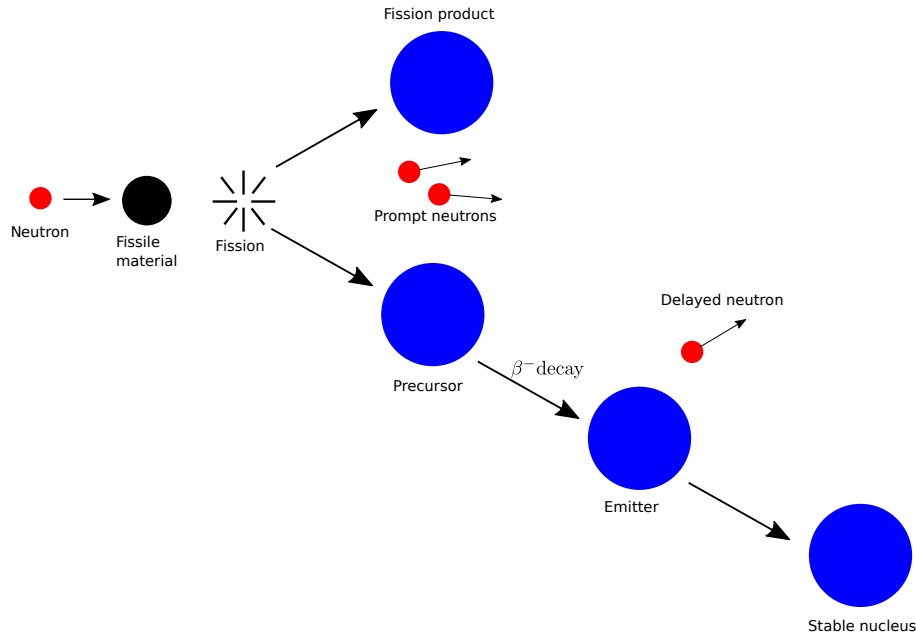 Fission product
Prompt neutrons
Neutron
Fissile
material
Fission
Delayed neutron
β⁻ decay
Precursor
Emitter
Stable nucleus